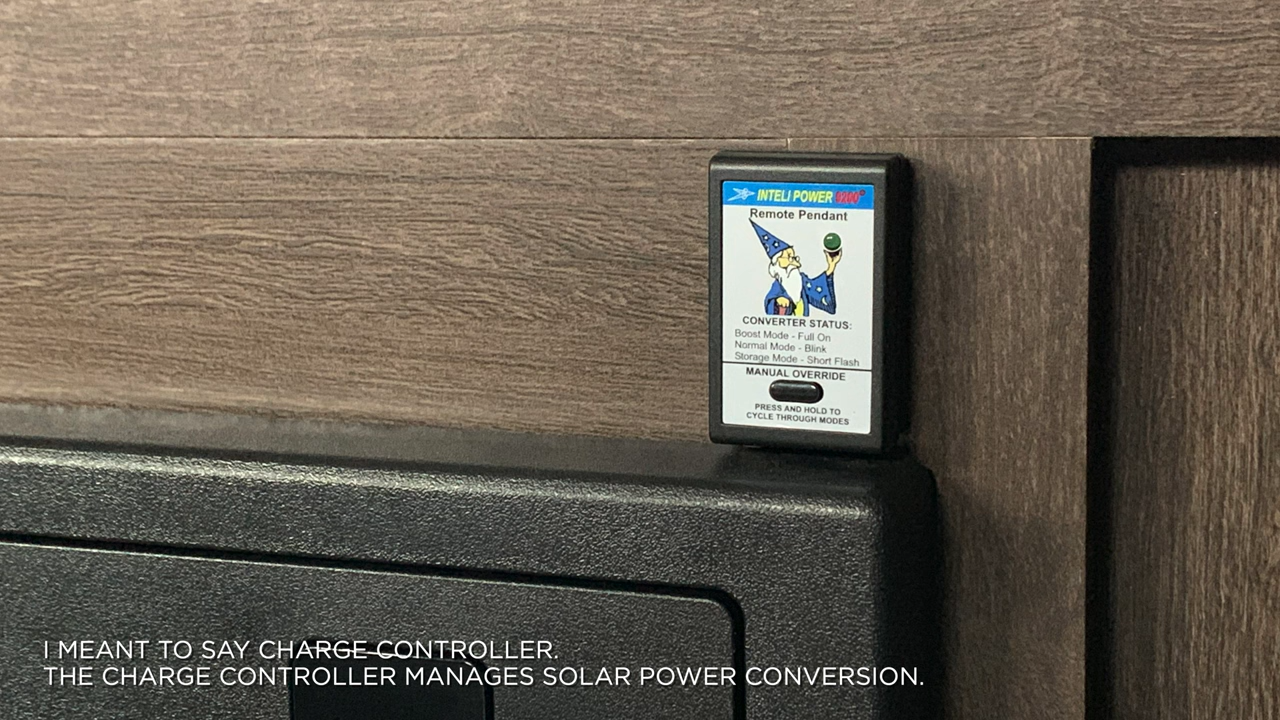 INTELI POWER 9200®
Remote Pendant
CONVERTER STATUS:
Boost Mode - Full On
Normal Mode - Blink
Storage Mode - Short Flash
MANUAL OVERRIDE
PRESS AND HOLD TO
CYCLE THROUGH MODES
I MEANT TO SAY CHARGE CONTROLLER.
THE CHARGE CONTROLLER MANAGES SOLAR POWER CONVERSION.